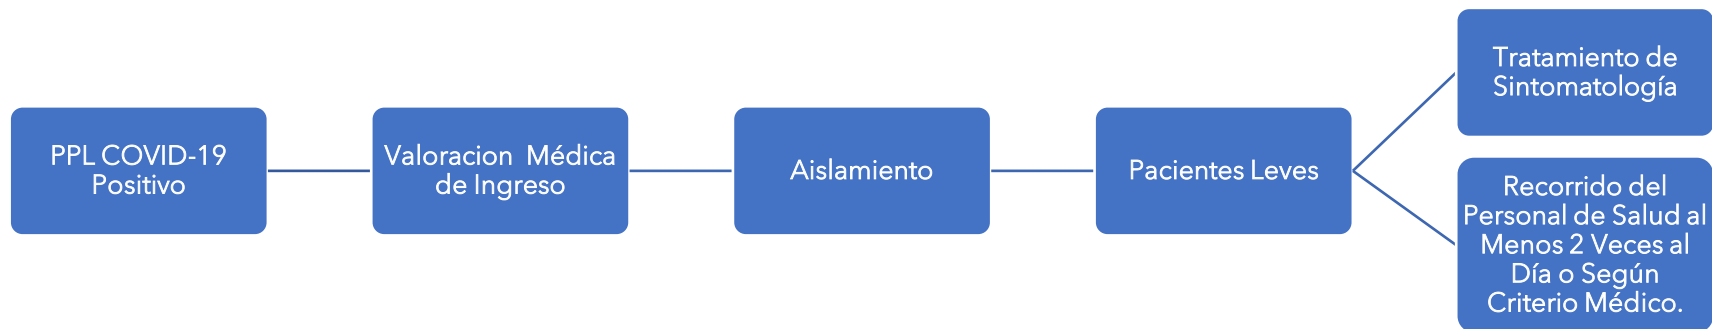 PPL COVID-19
Positivo
Valoracion Médica
de Ingreso
Aislamiento
Pacientes Leves
Tratamiento de
Sintomatología
Recorrido del
Personal de Salud al
Menos 2 Veces al
Día o Según
Criterio Médico.